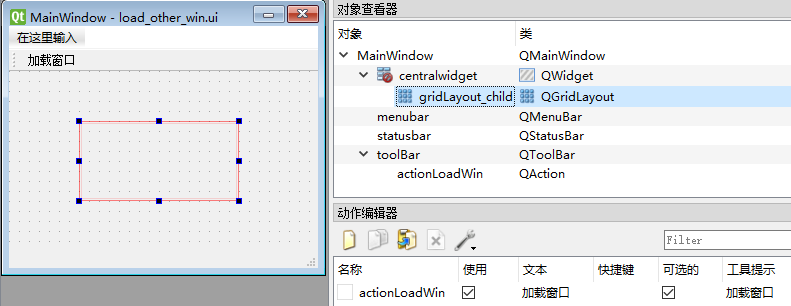 Qt MainWindow - load_other_win.ui
在这里输入
加载窗口
对象查看器
对象 类
MainWindow QMainWindow
centralwidget QWidget
gridLayout_child QGridLayout
menubar QMenuBar
statusbar QStatusBar
toolBar QToolBar
actionLoadWin QAction
动作编辑器
Filter
名称 使用 文本 快捷键 可选的 工具提示
actionLoadWin 加载窗口 加载窗口